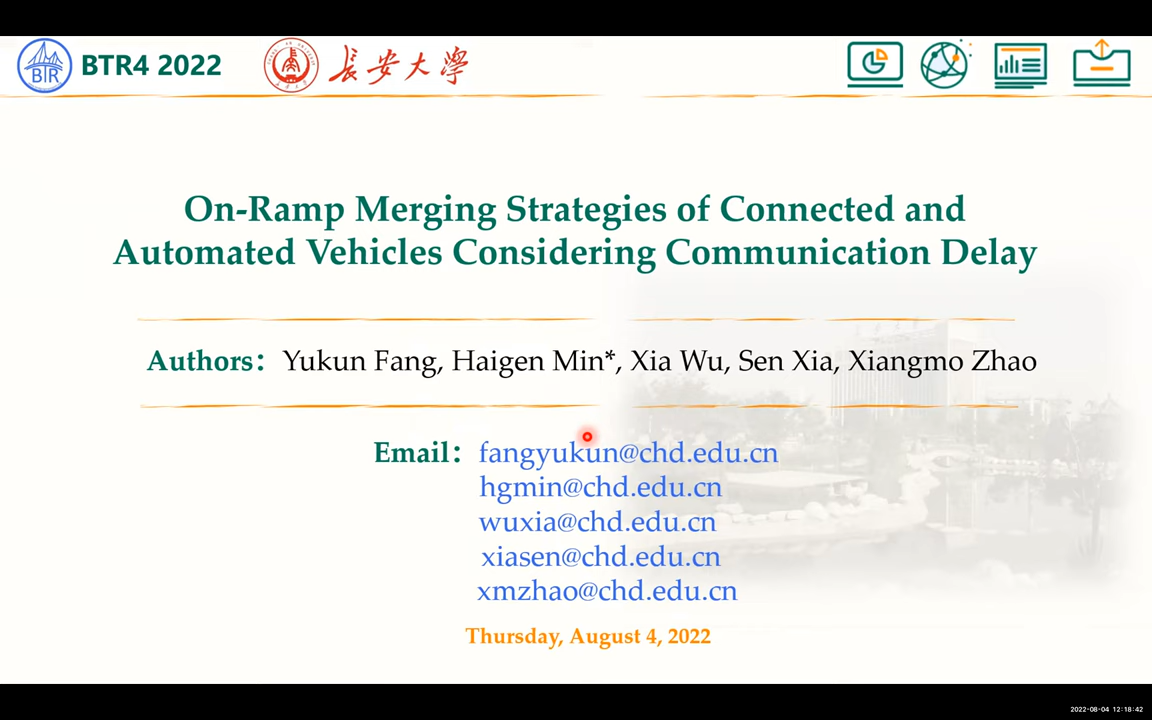 BTR
BTR4 2022
长安大学
On-Ramp Merging Strategies of Connected and
Automated Vehicles Considering Communication Delay
Authors: Yukun Fang, Haigen Min*, Xia Wu, Sen Xia, Xiangmo Zhao
Email: fangyukun@chd.edu.cn
hgmin@chd.edu.cn
wuxia@chd.edu.cn
xiasen@chd.edu.cn
xmzhao@chd.edu.cn
Thursday, August 4, 2022
2022-08-04 12:18:42